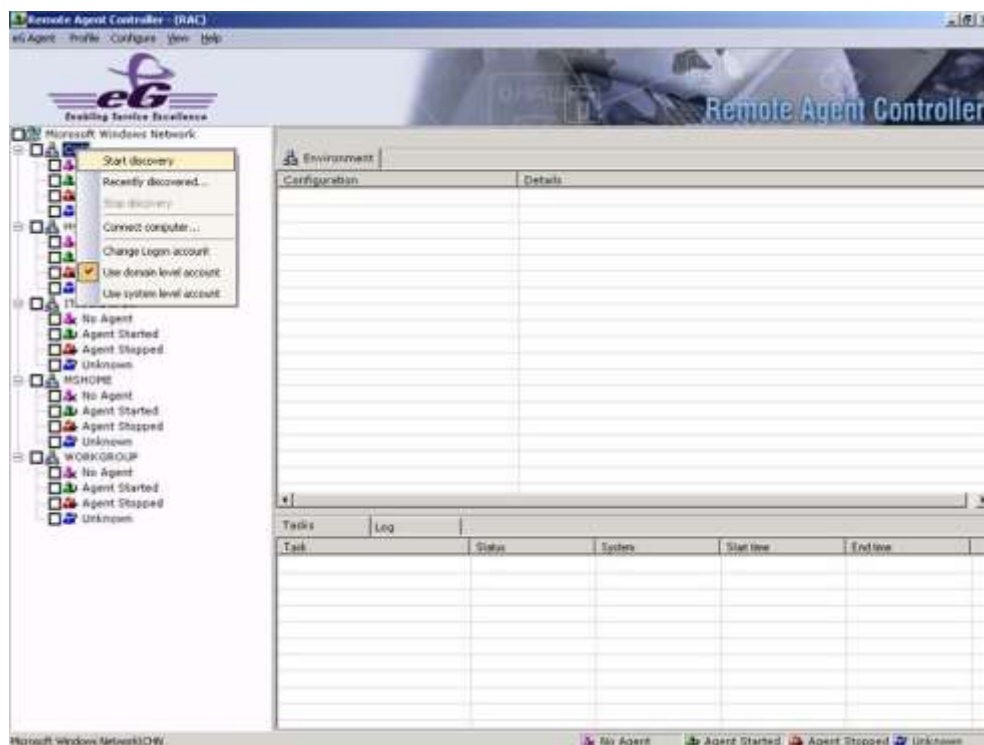 Remote Agent Controller - (RAC)
eG Agent Profile Configure View Help
eG
Enabling Service Excellence
Remote Agent Controller
Microsoft Windows Network
Start discovery
Recently discovered...
Stop discovery
Connect computer...
Change Logon account
Use domain level account
Use system level account
No Agent
Agent Started
Agent Stopped
Unknown
MSHOME
No Agent
Agent Started
Agent Stopped
Unknown
WORKGROUP
No Agent
Agent Started
Agent Stopped
Unknown
Environment
Configuration Details
Tasks Log
Task Status System Start time End time
Microsoft Windows Network\CHN
No Agent Agent Started Agent Stopped Unknown